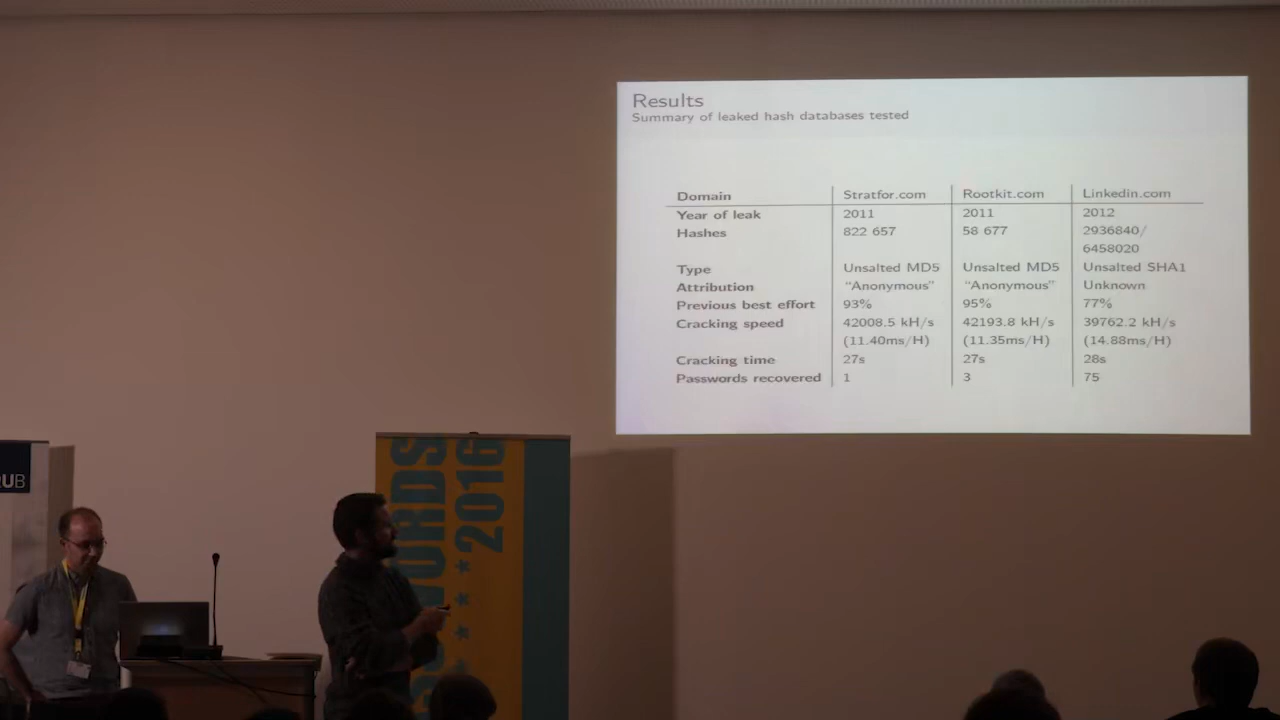 Results
Summary of leaked hash databases tested
Domain Stratfor.com Rootkit.com Linkedin.com
Year of leak 2011 2011 2012
Hashes 822 657 58 677 2936840/
6458020
Type Unsalted MD5 Unsalted MD5 Unsalted SHA1
Attribution “Anonymous” “Anonymous” Unknown
Previous best effort 93% 95% 77%
Cracking speed 42008.5 kH/s 42193.8 kH/s 39762.2 kH/s
(11.40ms/H) (11.35ms/H) (14.88ms/H)
Cracking time 27s 27s 28s
Passwords recovered 1 3 75
UB
WORDS
2016